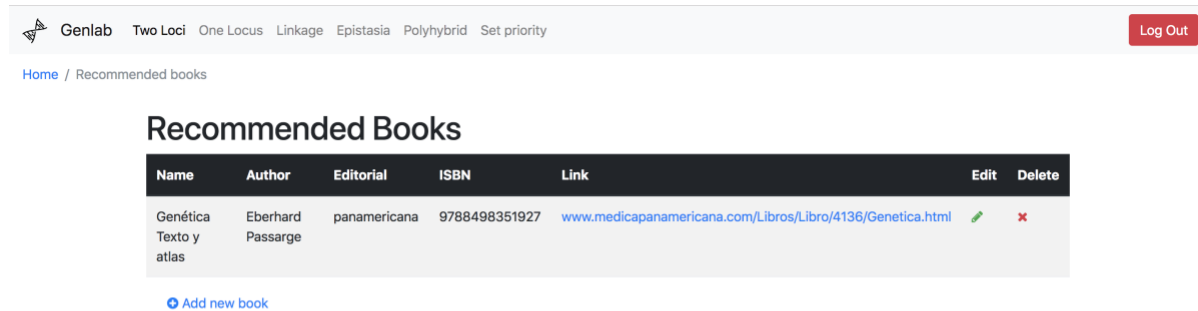 Genlab Two Loci One Locus Linkage Epistasia Polyhybrid Set priority Log Out
Home / Recommended books
Recommended Books
Name Author Editorial ISBN Link Edit Delete
Genética Eberhard panamericana 9788498351927 www.medicapanamericana.com/Libros/Libro/4136/Genetica.html
Texto y Passarge
atlas
Add new book